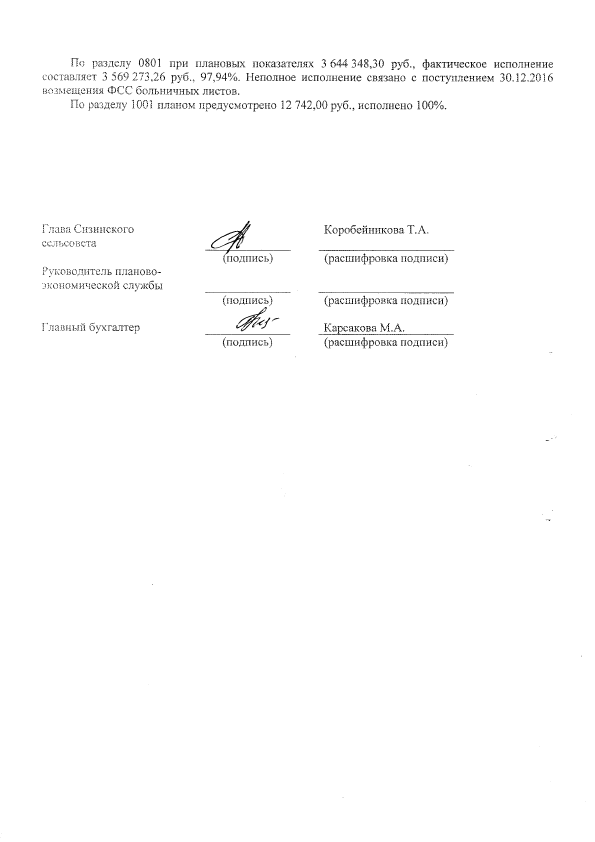 По разделу 0801 при плановых показателях 3 644 348,30 руб., фактическое исполнение
составляет 3 569 273,26 руб., 97,94%. Неполное исполнение связано с поступлением 30.12.2016
возмещения ФСС больничных листов.
По разделу 1001 планом предусмотрено 12 742,00 руб., исполнено 100%.
Глава Сизинского
сельсовета
Коробейникова Т.А.
(подпись) (расшифровка подписи)
Руководитель планово-
экономической службы
(подпись) (расшифровка подписи)
Главный бухгалтер Карсакова М.А.
(подпись) (расшифровка подписи)